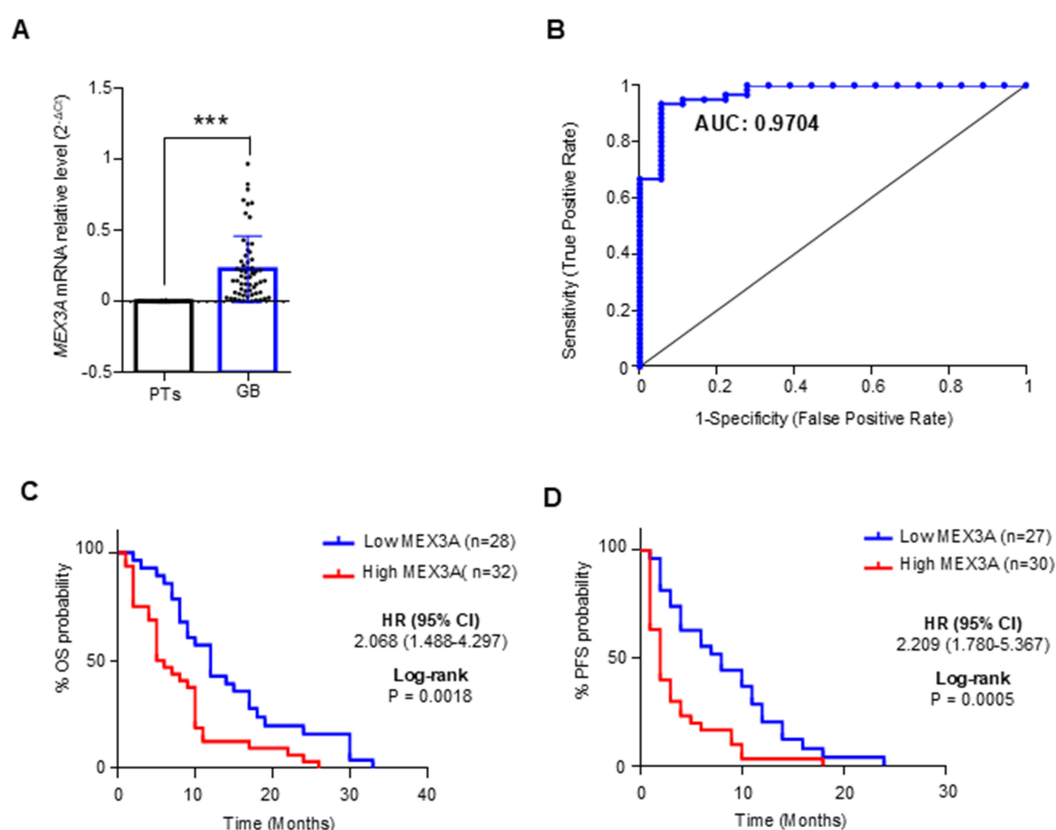 A
MEX3A mRNA relative level (2-ΔCt)
1.5
1
0.5
0
-0.5
***
PTs
GB
B
Sensitivity (True Positive Rate)
1
0.8
0.6
0.4
0.2
0
AUC: 0.9704
0
0.2
0.4
0.6
0.8
1
1-Specificity (False Positive Rate)
C
% OS probability
100
50
0
Low MEX3A (n=28)
High MEX3A( n=32)
HR (95% CI)
2.068 (1.488-4.297)
Log-rank
P = 0.0018
0
10
20
30
40
Time (Months)
D
% PFS probability
100
50
0
Low MEX3A (n=27)
High MEX3A (n=30)
HR (95% CI)
2.209 (1.780-5.367)
Log-rank
P = 0.0005
0
10
20
30
Time (Months)